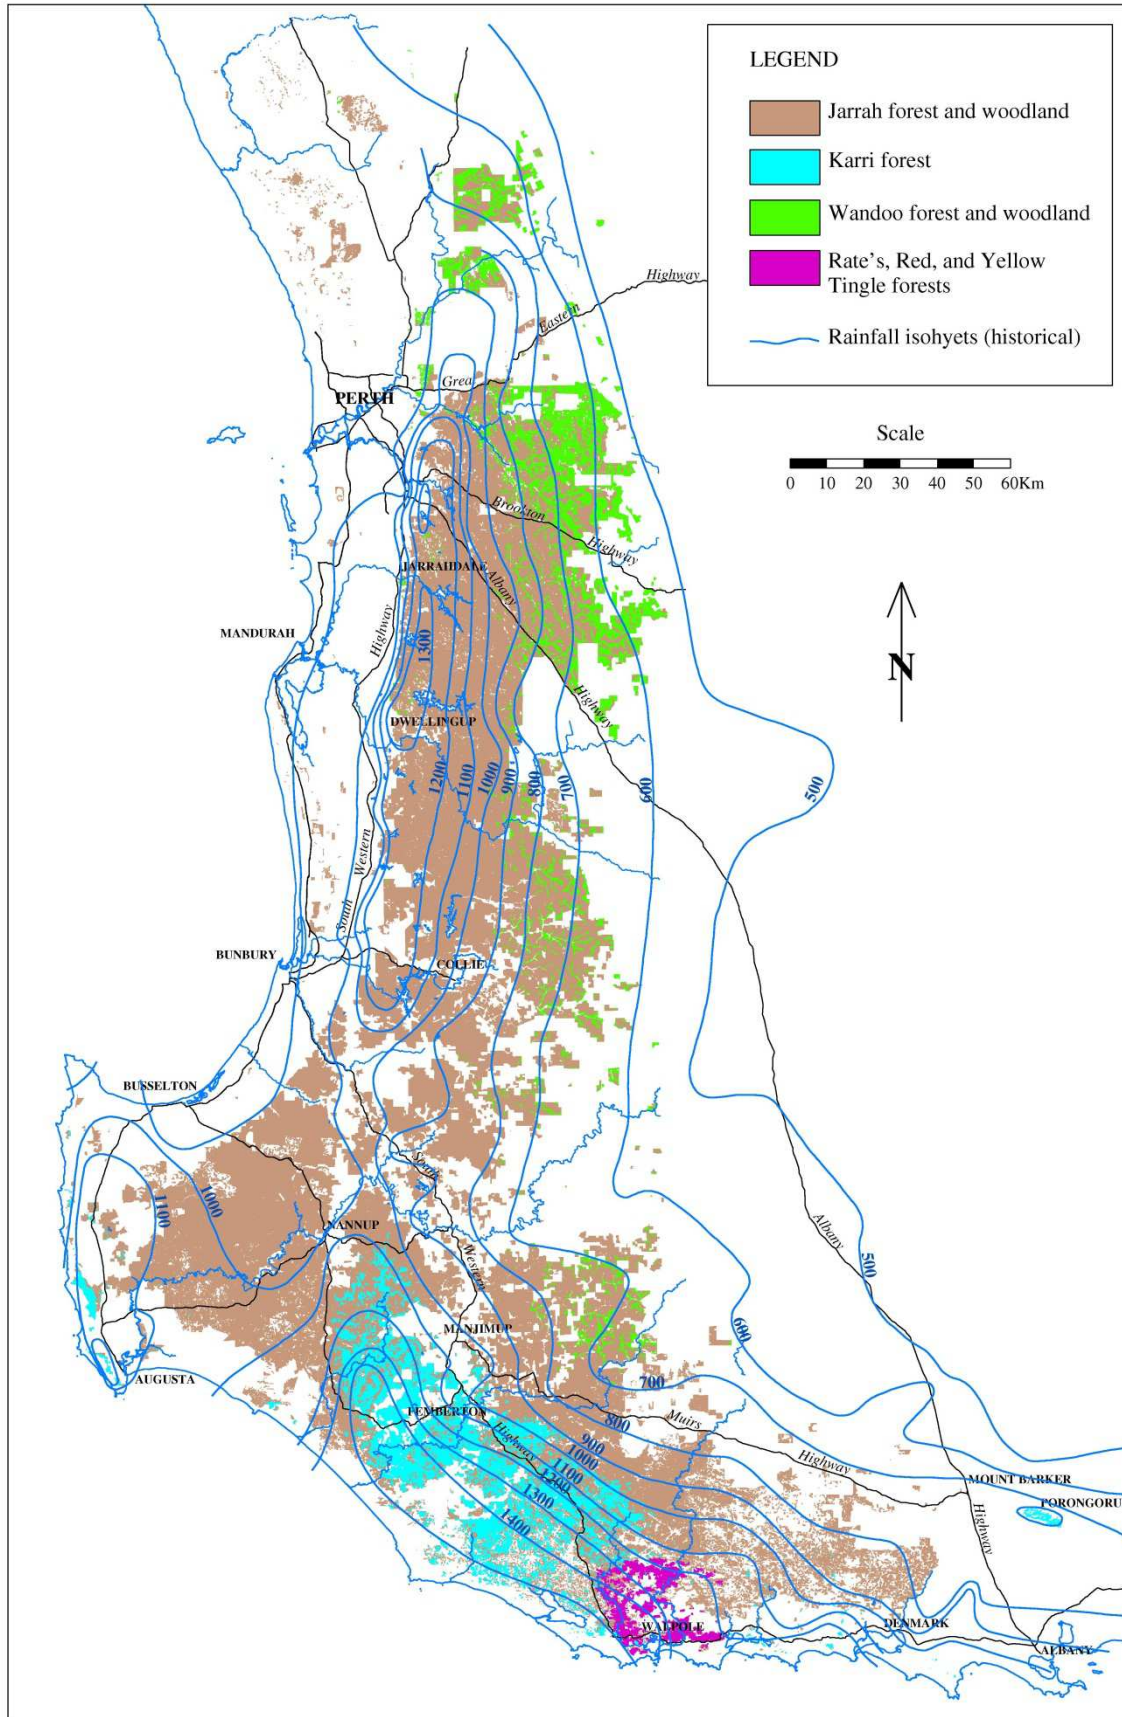 LEGEND
Jarrah forest and woodland
Karri forest
Wandoo forest and woodland
Rate's, Red, and Yellow
Tingle forests
Rainfall isohyets (historical)
Scale
0 10 20 30 40 50 60Km
N
Highway
Eastern
Grea
PERTH
Brookton
Highway
JARRAHDALE
Albany
Highway
MANDURAH
1300
Highway
DWELLINGUP
1200
1100
1000
900
800
700
600
500
Western
South
BUNBURY
COLLIE
BUSSELTON
South
1100
1000
NANNUP
Western
Albany
500
600
MANJIMUP
AUGUSTA
700
PEMBERTON
800
Muirs
Highway
900
1000
1100
1200
1300
1400
Highway
MOUNT BARKER
PORONGORU
Highway
WALPOLE
DENMARK
ALBANY